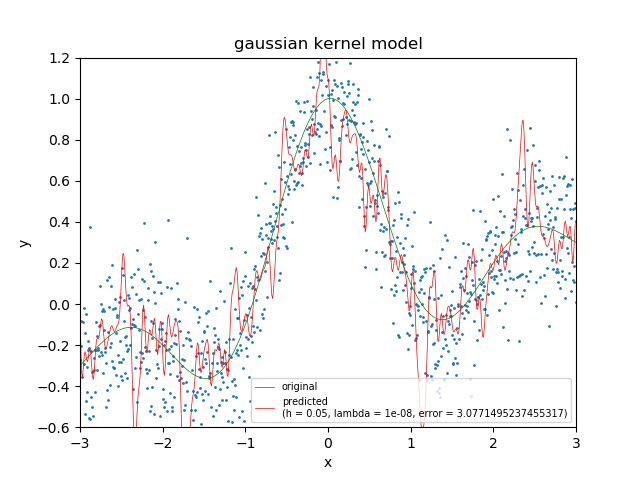 gaussian kernel model
1.2
1.0
0.8
0.6
0.4
0.2
0.0
−0.2
−0.4
−0.6
y
original
predicted
(h = 0.05, lambda = 1e-08, error = 3.0771495237455317)
−3 −2 −1 0 1 2 3
x